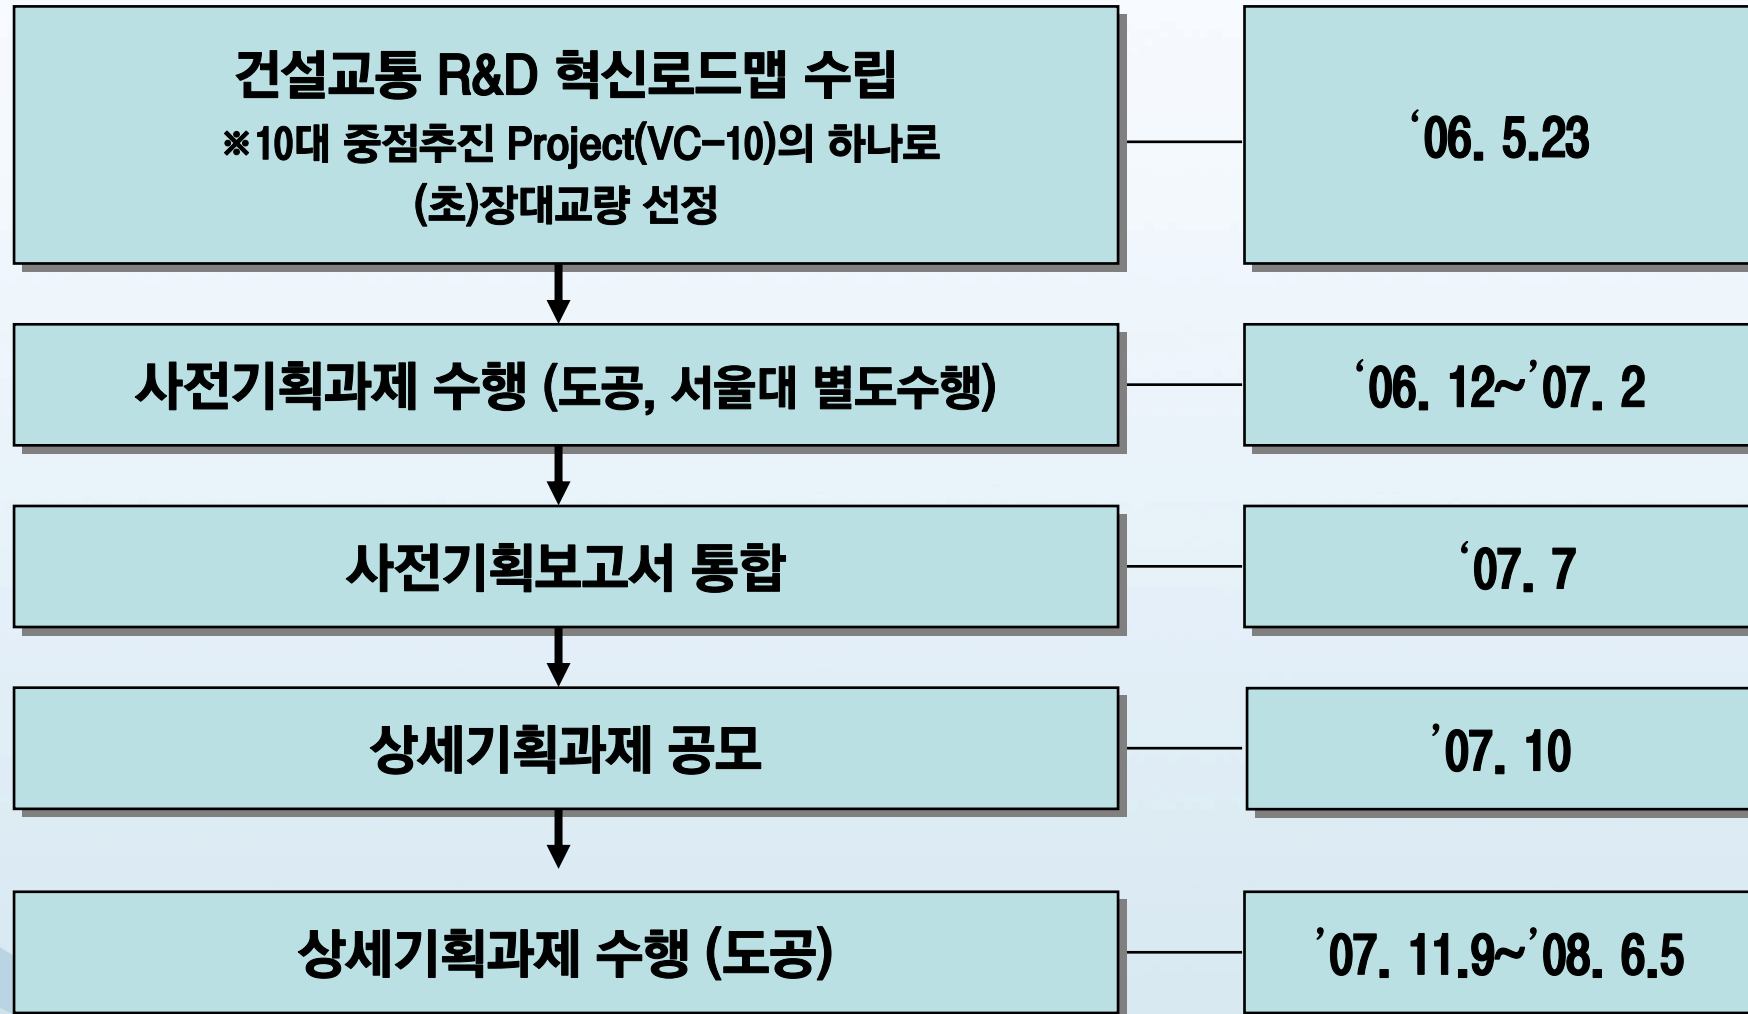 건설교통 R&D 혁신로드맵 수립
※10대 중점추진 Project(VC-10)의 하나로
(초)장대교량 선정
‘06. 5.23
사전기획과제 수행 (도공, 서울대 별도수행)
‘06. 12~’07. 2
사전기획보고서 통합
‘07. 7
상세기획과제 공모
’07. 10
상세기획과제 수행 (도공)
’07. 11.9~’08. 6.5